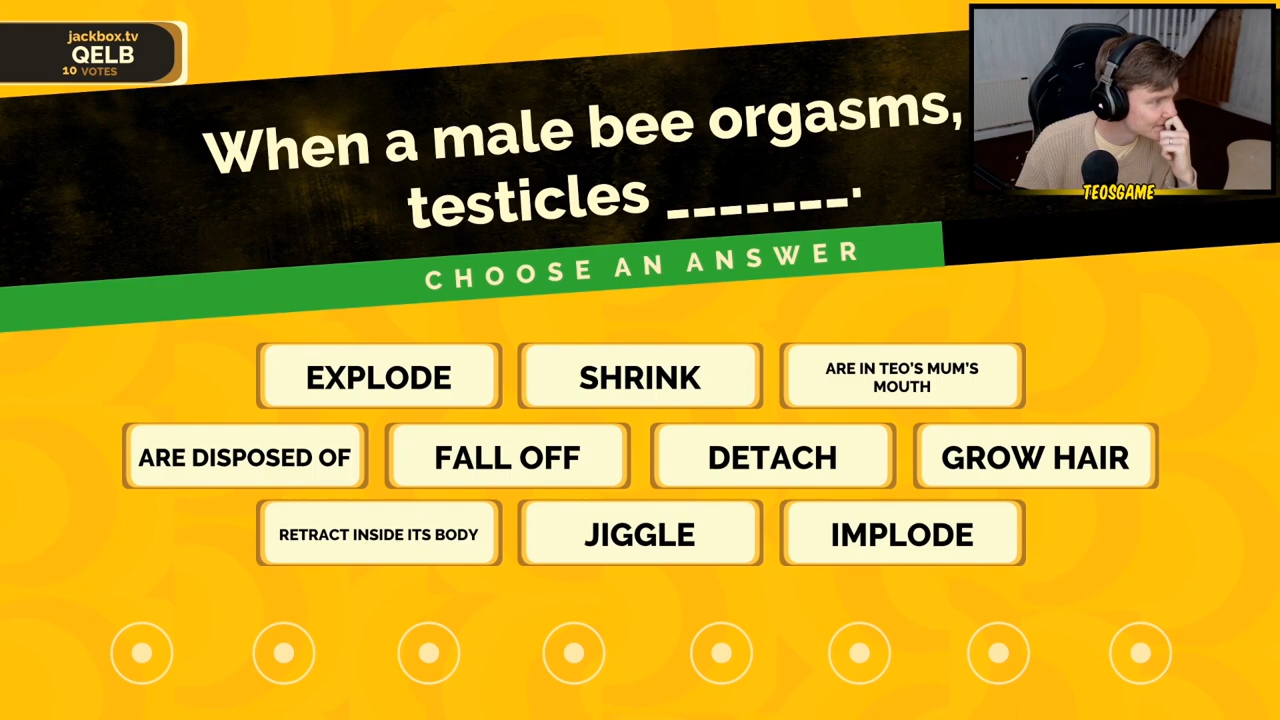 jackbox.tv
QELB
10 VOTES
When a male bee orgasms,
testicles _______.
CHOOSE AN ANSWER
TEOSGAME
EXPLODE
SHRINK
ARE IN TEO'S MUM'S
MOUTH
ARE DISPOSED OF
FALL OFF
DETACH
GROW HAIR
RETRACT INSIDE ITS BODY
JIGGLE
IMPLODE